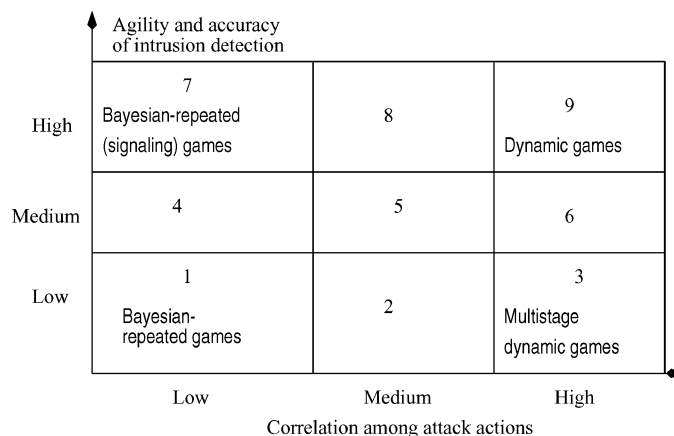 Agility and accuracy
of intrusion detection
High
7
Bayesian-repeated
(signaling) games
8
9
Dynamic games
Medium
4
5
6
Low
1
Bayesian-
repeated games
2
3
Multistage
dynamic games
Low
Medium
High
Correlation among attack actions